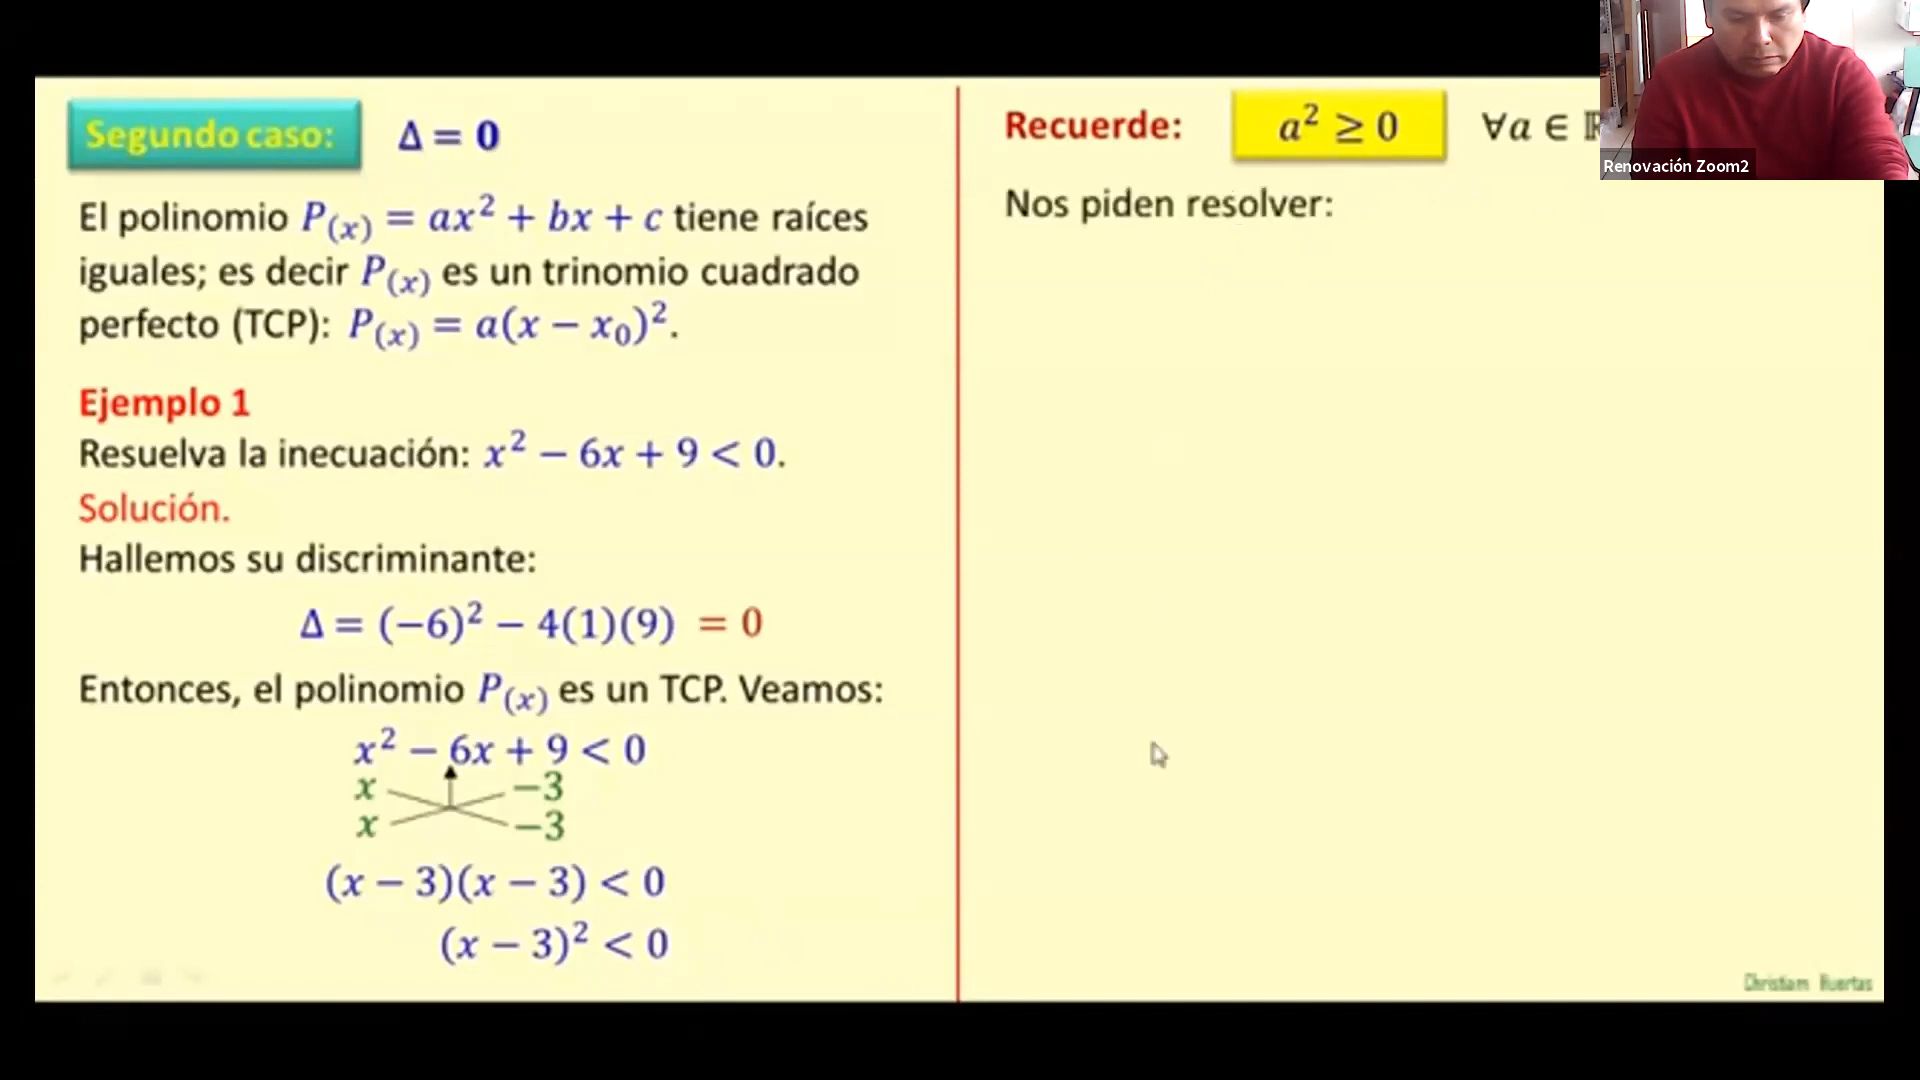 Segundo caso: Δ = 0
El polinomio P(x) = ax² + bx + c tiene raíces
iguales; es decir P(x) es un trinomio cuadrado
perfecto (TCP): P(x) = a(x − x₀)².
Ejemplo 1
Resuelva la inecuación: x² − 6x + 9 < 0.
Solución.
Hallemos su discriminante:
Δ = (−6)² − 4(1)(9) = 0
Entonces, el polinomio P(x) es un TCP. Veamos:
x² − 6x + 9 < 0
x −3
x −3
(x − 3)(x − 3) < 0
(x − 3)² < 0
Recuerde: a² ≥ 0 ∀a ∈ ℝ
Nos piden resolver:
Renovación Zoom2
Christiam Huertas